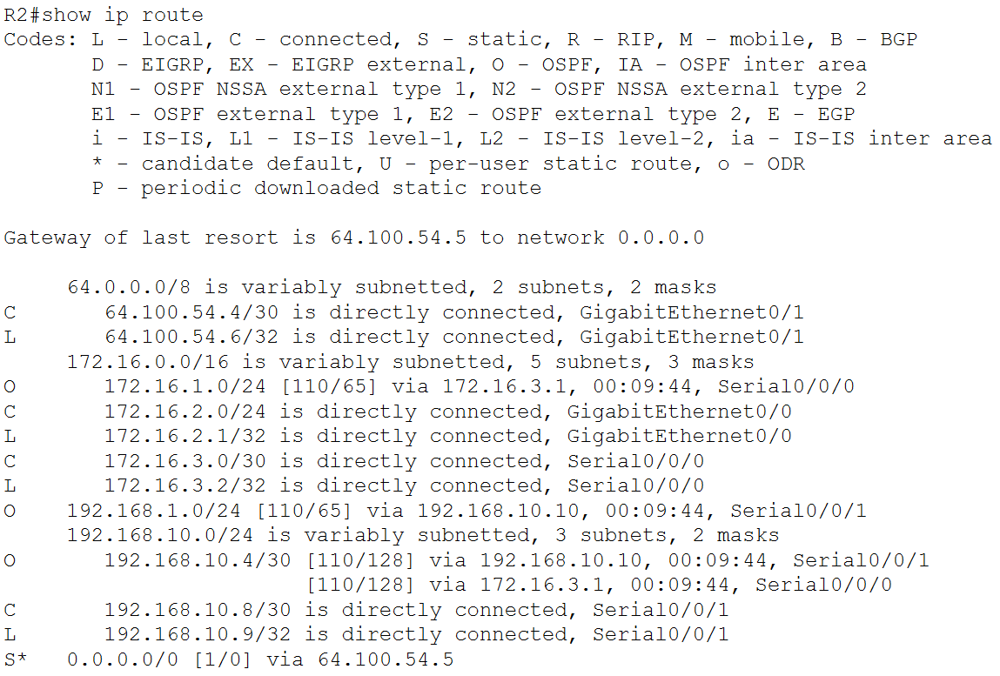 R2#show ip route
Codes: L - local, C - connected, S - static, R - RIP, M - mobile, B - BGP
       D - EIGRP, EX - EIGRP external, O - OSPF, IA - OSPF inter area
       N1 - OSPF NSSA external type 1, N2 - OSPF NSSA external type 2
       E1 - OSPF external type 1, E2 - OSPF external type 2, E - EGP
       i - IS-IS, L1 - IS-IS level-1, L2 - IS-IS level-2, ia - IS-IS inter area
       * - candidate default, U - per-user static route, o - ODR
       P - periodic downloaded static route

Gateway of last resort is 64.100.54.5 to network 0.0.0.0

     64.0.0.0/8 is variably subnetted, 2 subnets, 2 masks
C       64.100.54.4/30 is directly connected, GigabitEthernet0/1
L       64.100.54.6/32 is directly connected, GigabitEthernet0/1
     172.16.0.0/16 is variably subnetted, 5 subnets, 3 masks
O       172.16.1.0/24 [110/65] via 172.16.3.1, 00:09:44, Serial0/0/0
C       172.16.2.0/24 is directly connected, GigabitEthernet0/0
L       172.16.2.1/32 is directly connected, GigabitEthernet0/0
C       172.16.3.0/30 is directly connected, Serial0/0/0
L       172.16.3.2/32 is directly connected, Serial0/0/0
O    192.168.1.0/24 [110/65] via 192.168.10.10, 00:09:44, Serial0/0/1
     192.168.10.0/24 is variably subnetted, 3 subnets, 2 masks
O       192.168.10.4/30 [110/128] via 192.168.10.10, 00:09:44, Serial0/0/1
                        [110/128] via 172.16.3.1, 00:09:44, Serial0/0/0
C       192.168.10.8/30 is directly connected, Serial0/0/1
L       192.168.10.9/32 is directly connected, Serial0/0/1
S*   0.0.0.0/0 [1/0] via 64.100.54.5